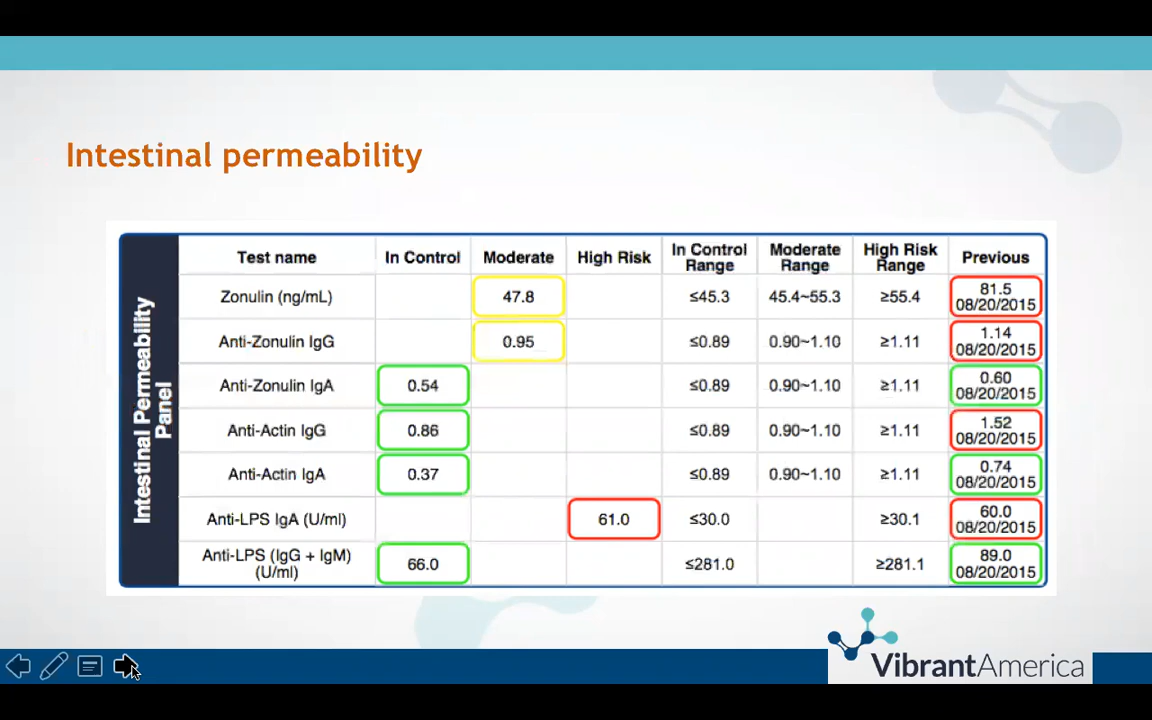 Intestinal permeability
Intestinal Permeability
Panel
Test name In Control Moderate High Risk In Control Range Moderate Range High Risk Range Previous
Zonulin (ng/mL) 47.8 ≤45.3 45.4~55.3 ≥55.4 81.5 08/20/2015
Anti-Zonulin IgG 0.95 ≤0.89 0.90~1.10 ≥1.11 1.14 08/20/2015
Anti-Zonulin IgA 0.54 ≤0.89 0.90~1.10 ≥1.11 0.60 08/20/2015
Anti-Actin IgG 0.86 ≤0.89 0.90~1.10 ≥1.11 1.52 08/20/2015
Anti-Actin IgA 0.37 ≤0.89 0.90~1.10 ≥1.11 0.74 08/20/2015
Anti-LPS IgA (U/ml) 61.0 ≤30.0 ≥30.1 60.0 08/20/2015
Anti-LPS (IgG + IgM) (U/ml) 66.0 ≤281.0 ≥281.1 89.0 08/20/2015
VibrantAmerica